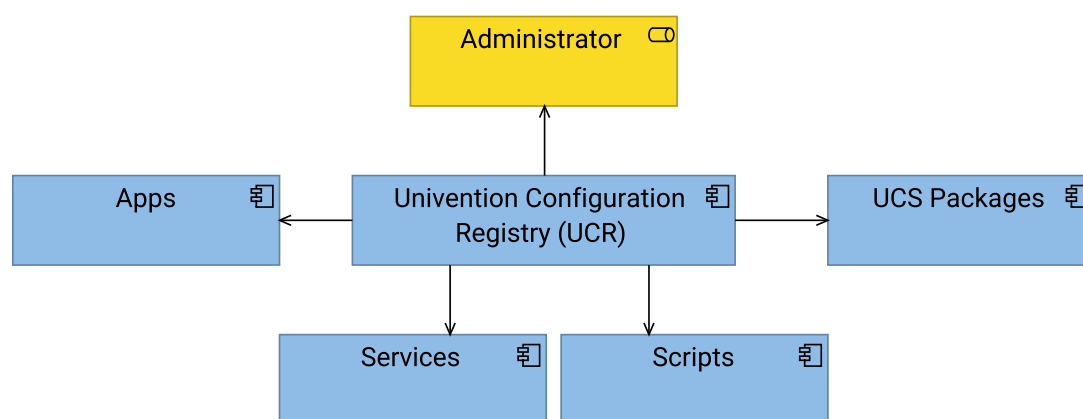 Administrator
Apps
Univention Configuration
Registry (UCR)
UCS Packages
Services
Scripts